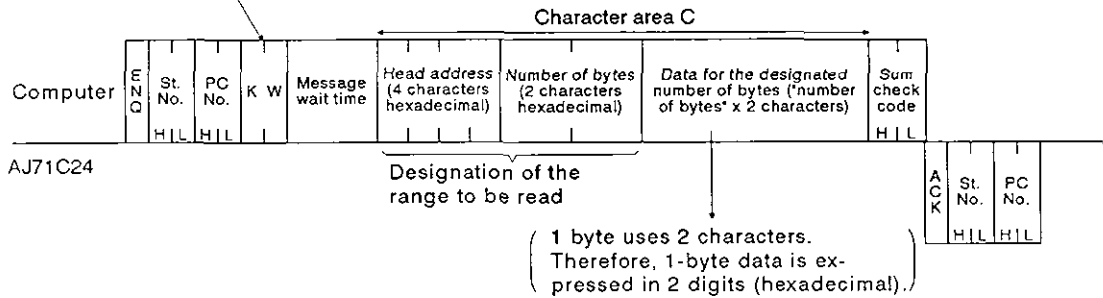 Character area C
Computer
ENQ
St. No.
H L
PC No.
H L
K W
Message wait time
Head address (4 characters hexadecimal)
Number of bytes (2 characters hexadecimal)
Data for the designated number of bytes ("number of bytes" x 2 characters)
Sum check code
H L
AJ71C24
Designation of the range to be read
ACK
St. No.
H L
PC No.
H L
1 byte uses 2 characters.
Therefore, 1-byte data is ex-
pressed in 2 digits (hexadecimal).